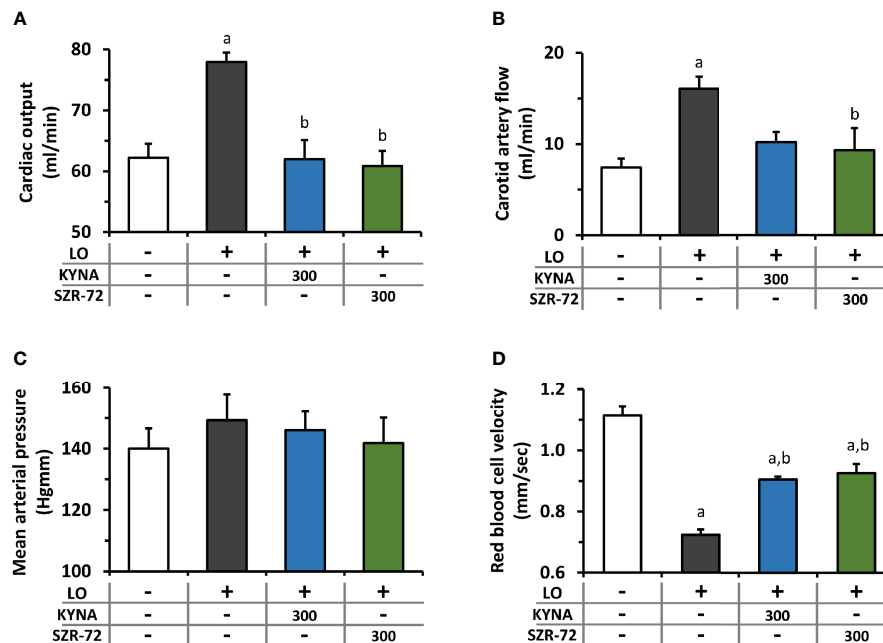 A
Cardiac output
(ml/min)
80
70
60
50
a
b
b
LO - + + +
KYNA - - 300 -
SZR-72 - - - 300
B
Carotid artery flow
(ml/min)
20
10
0
a
b
LO - + + +
KYNA - - 300 -
SZR-72 - - - 300
C
Mean arterial pressure
(Hgmm)
160
140
120
100
LO - + + +
KYNA - - 300 -
SZR-72 - - - 300
D
Red blood cell velocity
(mm/sec)
1.2
1.0
0.8
0.6
a
a,b
a,b
LO - + + +
KYNA - - 300 -
SZR-72 - - - 300